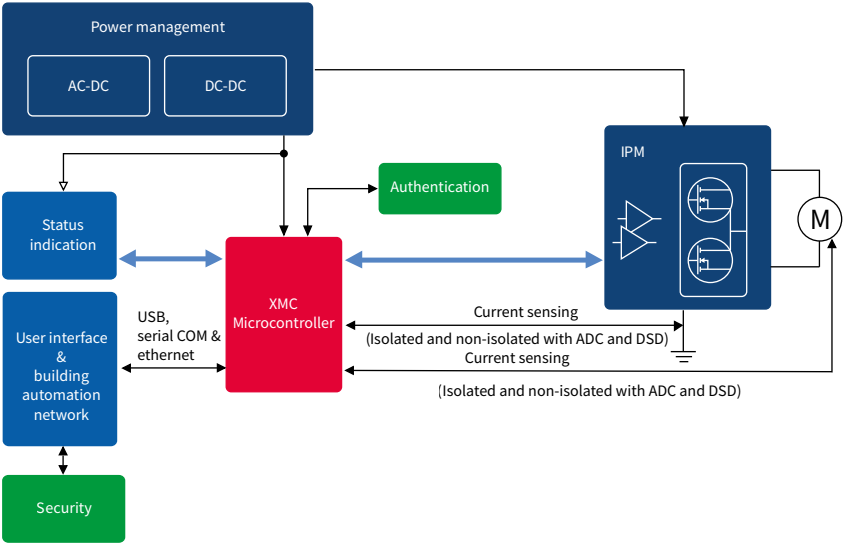 Power management
AC-DC
DC-DC
IPM
Authentication
M
Status
indication
XMC
Microcontroller
USB,
serial COM &
ethernet
Current sensing
(Isolated and non-isolated with ADC and DSD)
Current sensing
(Isolated and non-isolated with ADC and DSD)
User interface
&
building
automation
network
Security